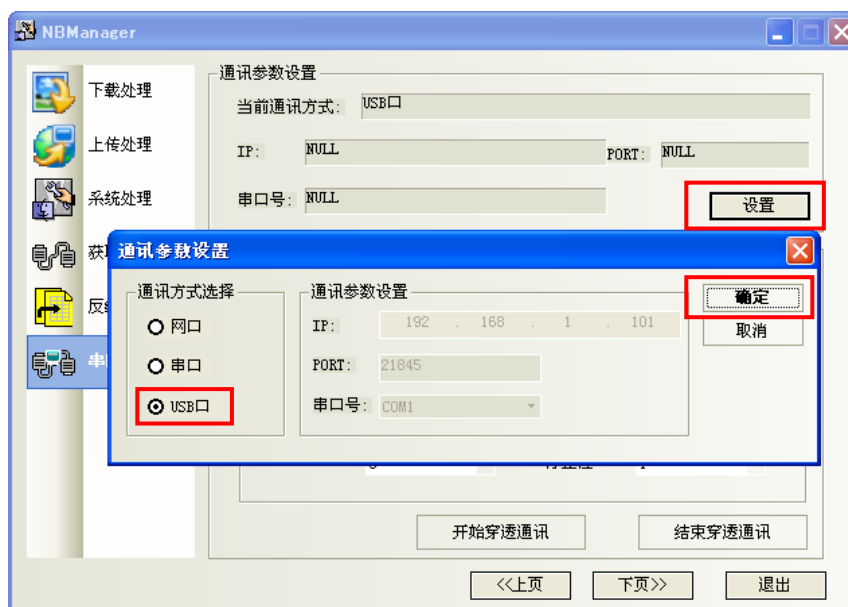 NBManager
下载处理
上传处理
系统处理
获
反
串
通讯参数设置
当前通讯方式: USB口
IP: NULL PORT: NULL
串口号: NULL
设置
通讯参数设置
通讯方式选择
网口
串口
USB口
通讯参数设置
IP: 192 . 168 . 1 . 101
PORT: 21845
串口号: COM1
确定
取消
开始穿透通讯
结束穿透通讯
<<上页
下页>>
退出